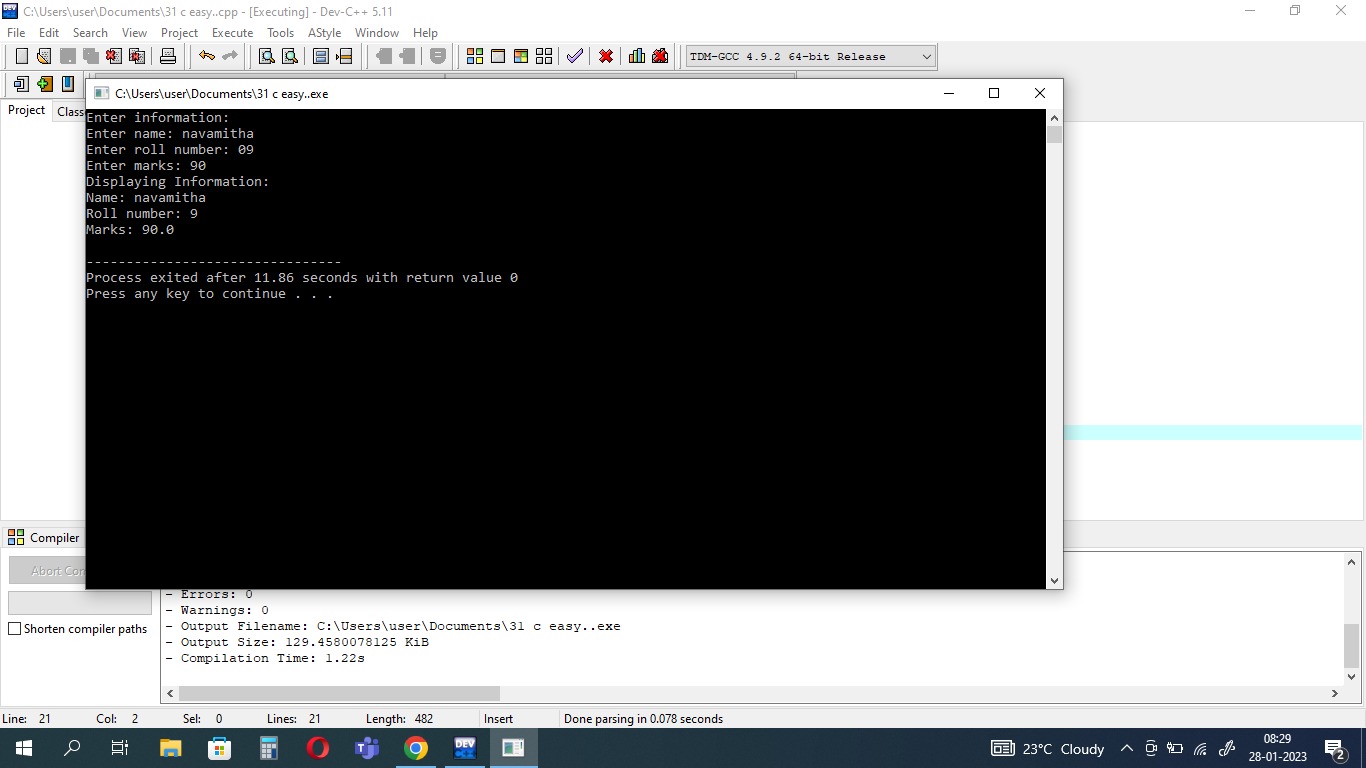 C:\Users\user\Documents\31 c easy..cpp - [Executing] - Dev-C++ 5.11
File Edit Search View Project Execute Tools AStyle Window Help
TDM-GCC 4.9.2 64-bit Release
Project Class
C:\Users\user\Documents\31 c easy..exe
Enter information:
Enter name: navamitha
Enter roll number: 09
Enter marks: 90
Displaying Information:
Name: navamitha
Roll number: 9
Marks: 90.0
--------------------------------
Process exited after 11.86 seconds with return value 0
Press any key to continue . . .
Compiler
Abort Con
- Errors: 0
- Warnings: 0
- Output Filename: C:\Users\user\Documents\31 c easy..exe
- Output Size: 129.4580078125 KiB
- Compilation Time: 1.22s
Shorten compiler paths
Line: 21 Col: 2 Sel: 0 Lines: 21 Length: 482 Insert Done parsing in 0.078 seconds
DEV
23°C Cloudy
08:29
28-01-2023
2